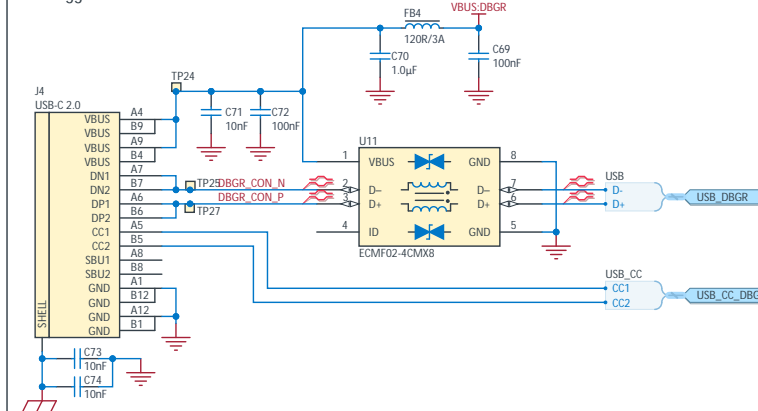 VBUS:DBGR
FB4
120R/3A
C70
1.0µF
C69
100nF
J4
USB-C 2.0
TP24
C71
10nF
C72
100nF
VBUS A4
VBUS B9
VBUS A9
VBUS B4
DN1 A7
DN2 B7
DP1 A6
DP2 B6
CC1 A5
CC2 B5
SBU1 A8
SBU2 B8
GND A1
GND B12
GND A12
GND B1
SHELL
TP25
DBGR_CON_N
DBGR_CON_P
TP27
U11
1 VBUS GND 8
2 D– D– 7
3 D+ D+ 6
4 ID GND 5
ECMF02-4CMX8
USB
D-
D+
USB_DBGR
USB_CC
CC1
CC2
USB_CC_DBG
C73
10nF
C74
10nF